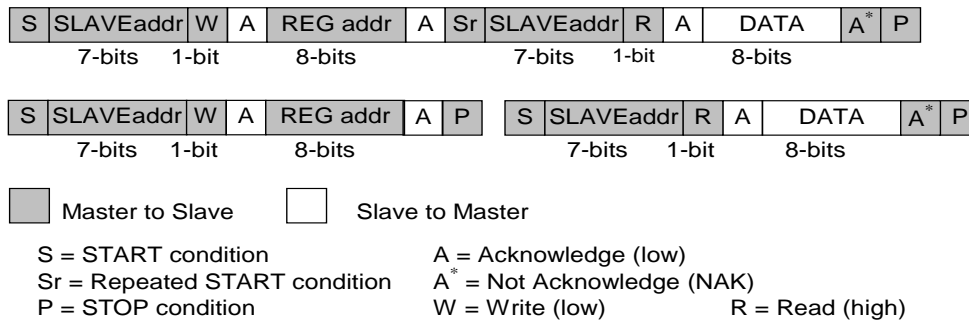 S SLAVEaddr W A REG addr A Sr SLAVEaddr R A DATA A* P
7-bits 1-bit 8-bits 7-bits 1-bit 8-bits
S SLAVEaddr W A REG addr A P S SLAVEaddr R A DATA A* P
7-bits 1-bit 8-bits 7-bits 1-bit 8-bits
Master to Slave Slave to Master
S = START condition A = Acknowledge (low)
Sr = Repeated START condition A* = Not Acknowledge (NAK)
P = STOP condition W = Write (low) R = Read (high)